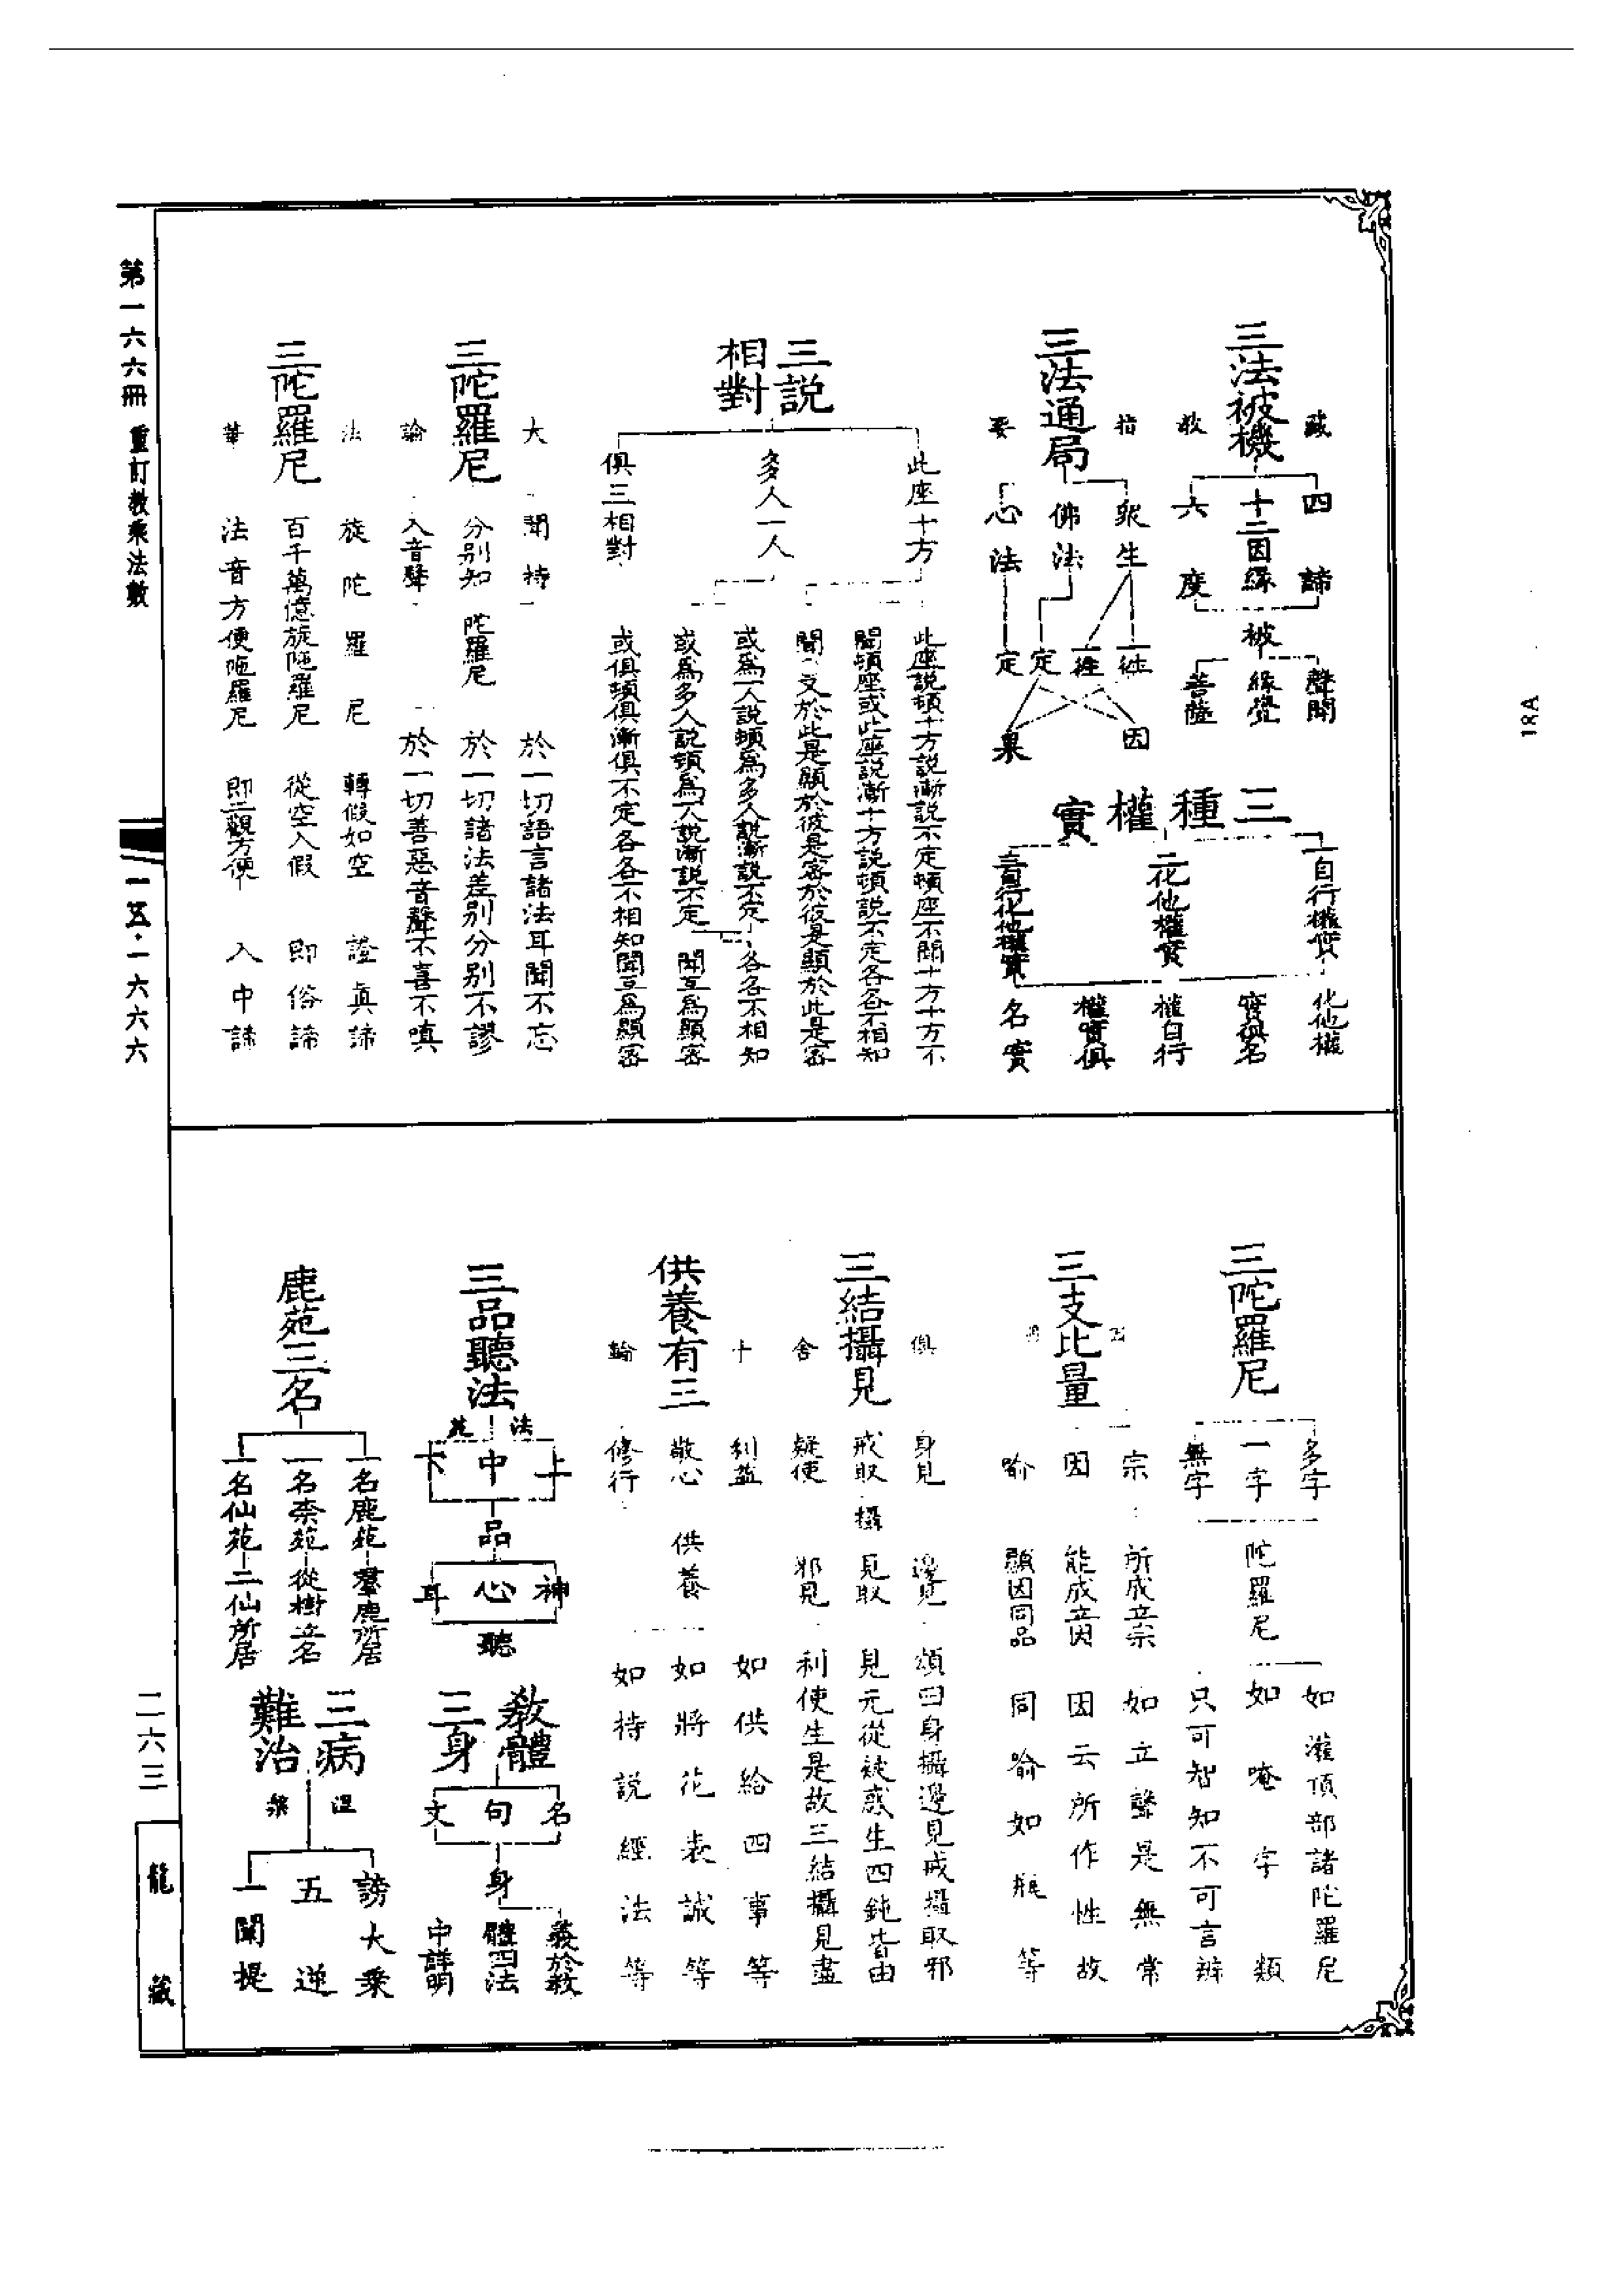 三法被機
藏
教
四諦
十二因緣
六度
被
聲聞
緣覺
菩薩
三法通局
指
要
眾生
佛法
心法
一往
一往
定
定
因
果
三種權實
一自行權實
二化他權實
三自行化他權實
化他權
實俱名
權自行
權實俱
名實
三說
相對
此座十方
多人一人
俱三相對
此座說頓十方說漸說不定頓座不聞十方十方不
聞頓座或此座說漸十方說頓說不定各各不相知
聞於此是顯於彼是密於彼是顯於此是密
或為一人說頓為多人說漸說不定
各各不相知
或為多人說頓為一人說漸說不定
聞互為顯密
或俱頓俱漸俱不定各各不相知聞互為顯密
三陀羅尼
大
論
聞持
分別知
入音聲
陀羅尼
於一切語言諸法耳聞不忘
於一切諸法差別分別不謬
於一切善惡音聲不喜不嗔
三陀羅尼
法
華
旋陀羅尼
轉假如空
證真諦
百千萬億旋陀羅尼
從空入假
即俗諦
法音方便陀羅尼
即二觀方便
入中諦
三陀羅尼
多字
一字
無字
陀羅尼
如灌頂部諸陀羅尼
如唵字類
只可智知不可言辨
三支比量
宗
因
喻
所成立宗
能成立因
顯因同品
如立聲是無常
因云所作性故
同喻如瓶等
三結攝見
俱
舍
身見
戒取
疑使
攝
邊見
見取
邪見
頌曰身攝邊見戒攝取邪
見元從疑惑生四鈍皆由
利使生是故三結攝見盡
供養有三
十
輪
利益
敬心
修行
供養
如供給四事等
如將花表誠等
如持說經法等
三品聽法
法
苑
上
中
下
品
神
心
耳
聽
教體
三身
名
句
文
身
義於教
體四法
中詳明
鹿苑三名
一名鹿苑
羣鹿所居
一名柰苑
從樹立名
一名仙苑
二仙所居
三病
難治
涅
槃
謗大乘
五逆
一闡提
第一六六冊
重訂教乘法數
一五·一六六六
二六三
龍藏
18A